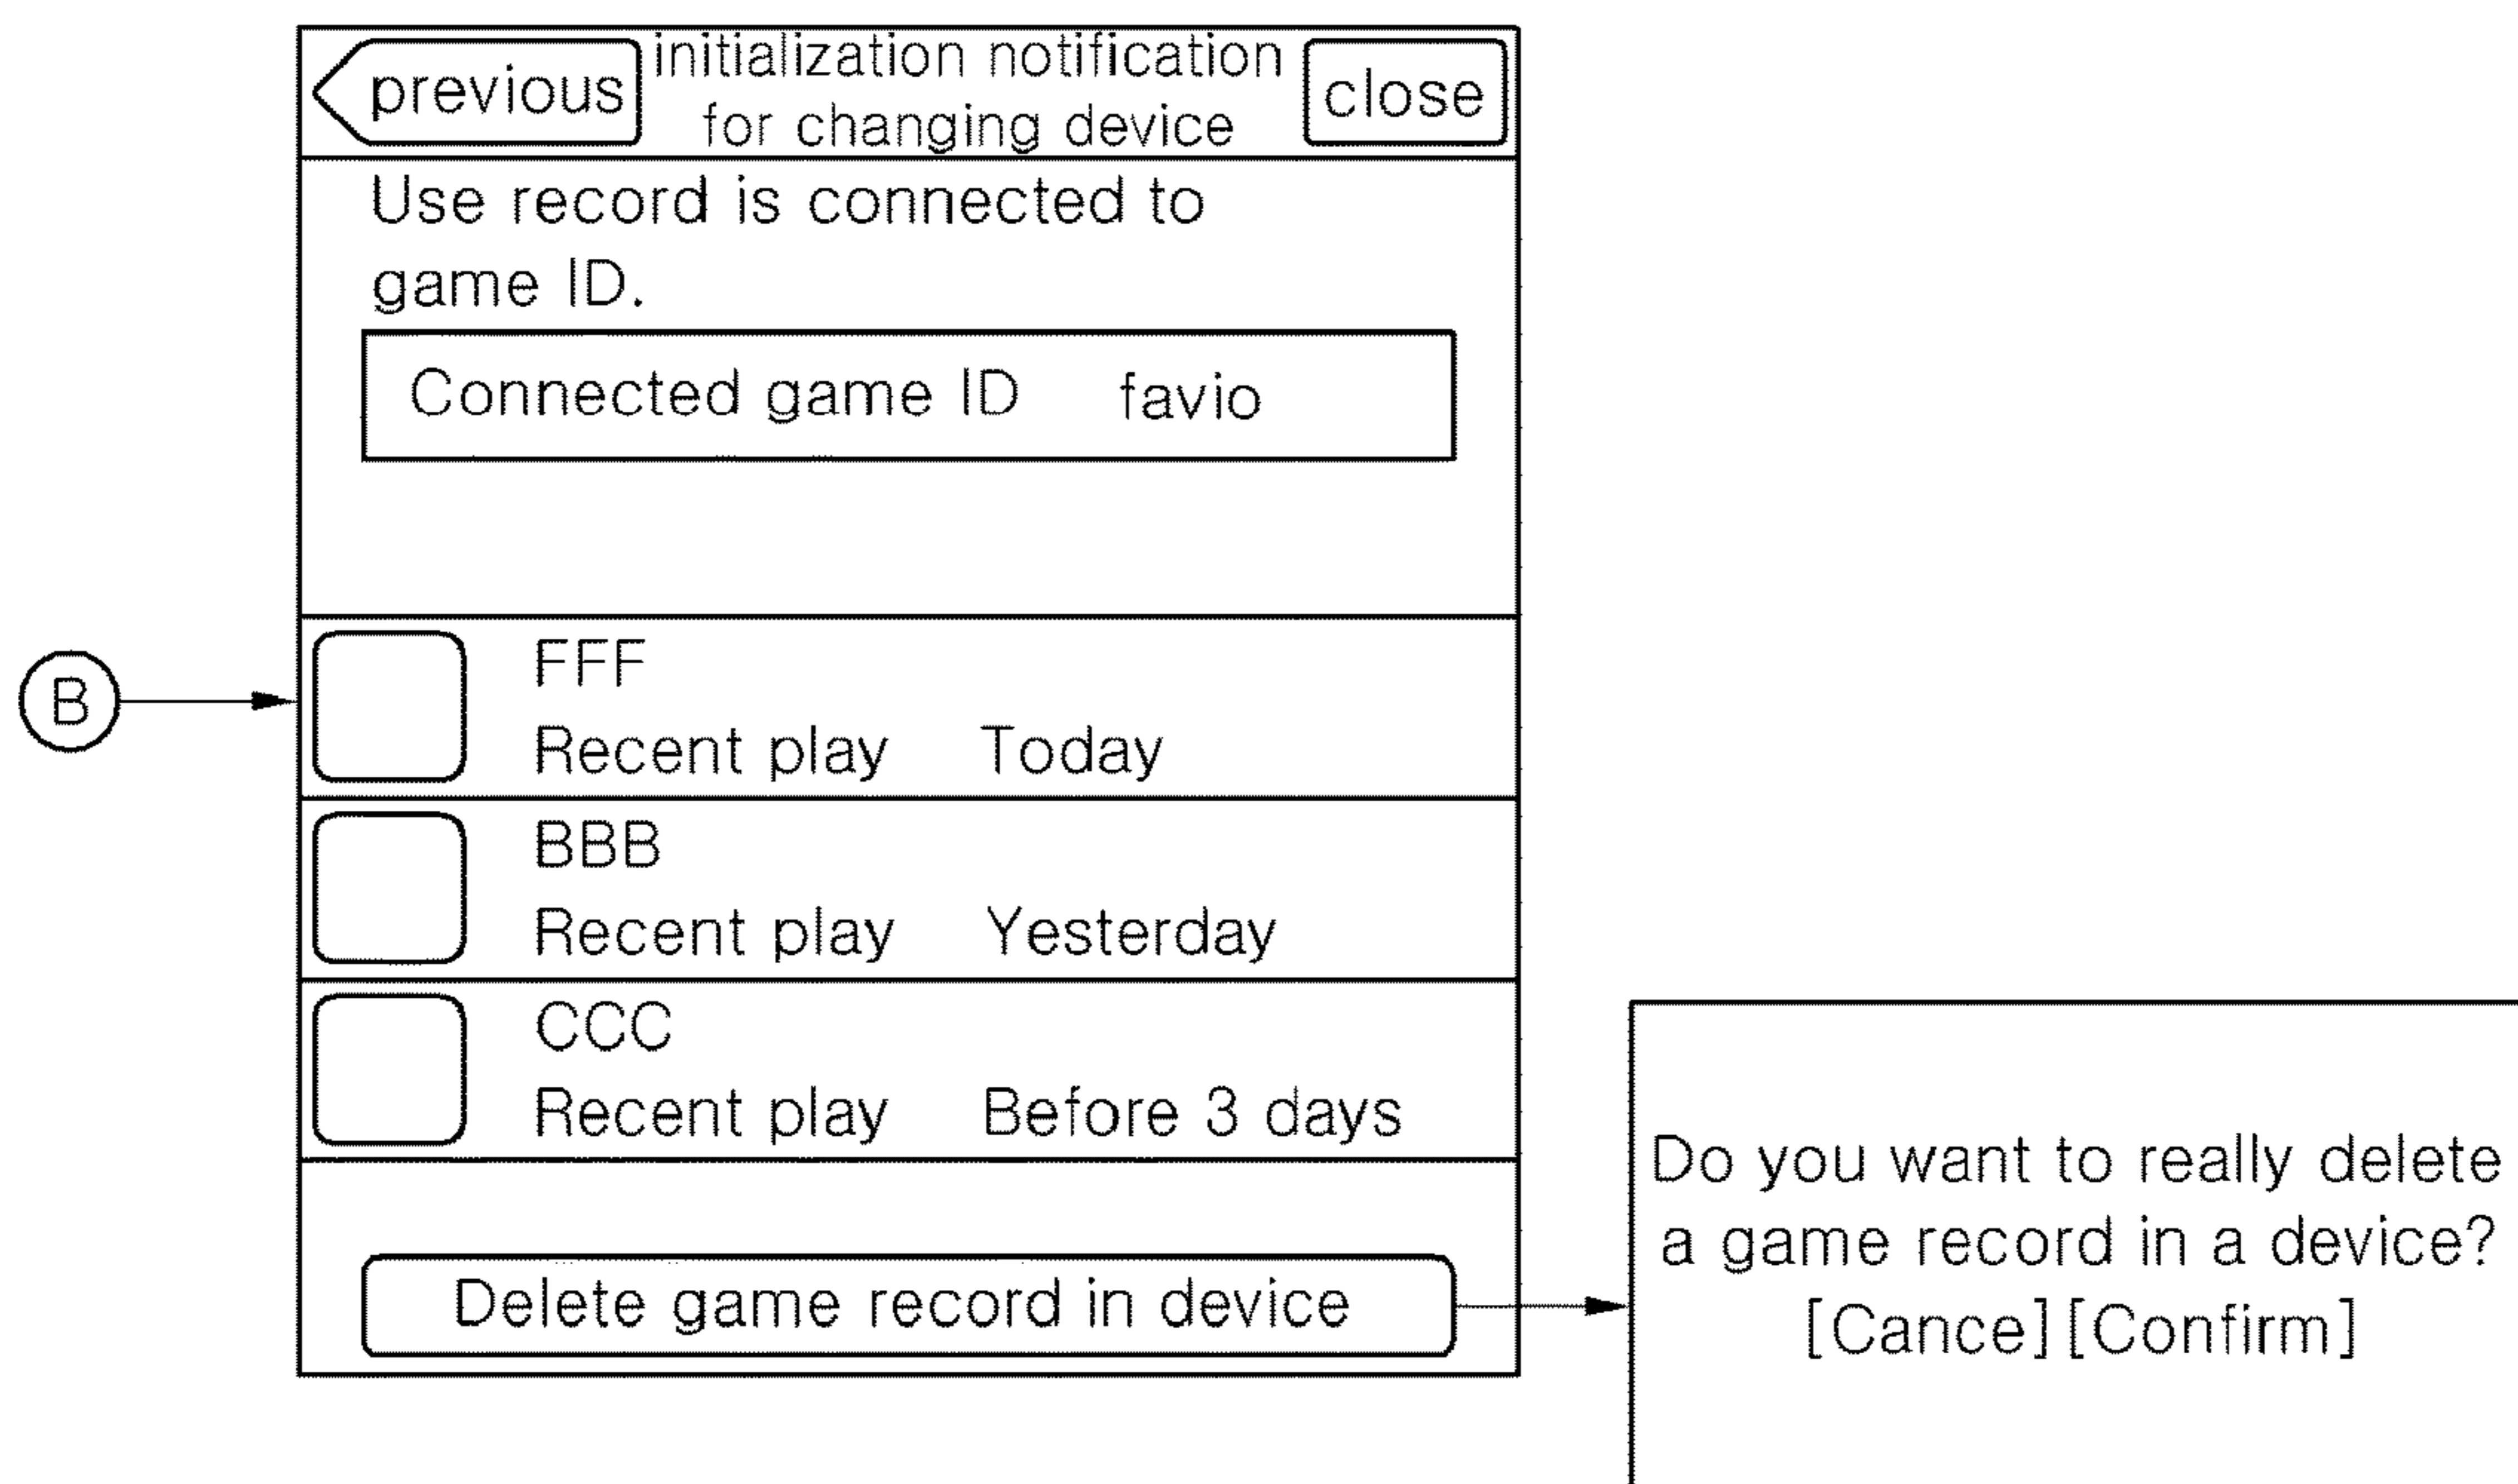 previous
initialization notification
for changing device
close
Use record is connected to
game ID.
Connected game ID favio
B
FFF
Recent play Today
BBB
Recent play Yesterday
CCC
Recent play Before 3 days
Delete game record in device
Do you want to really delete
a game record in a device?
[Cance][Confirm]